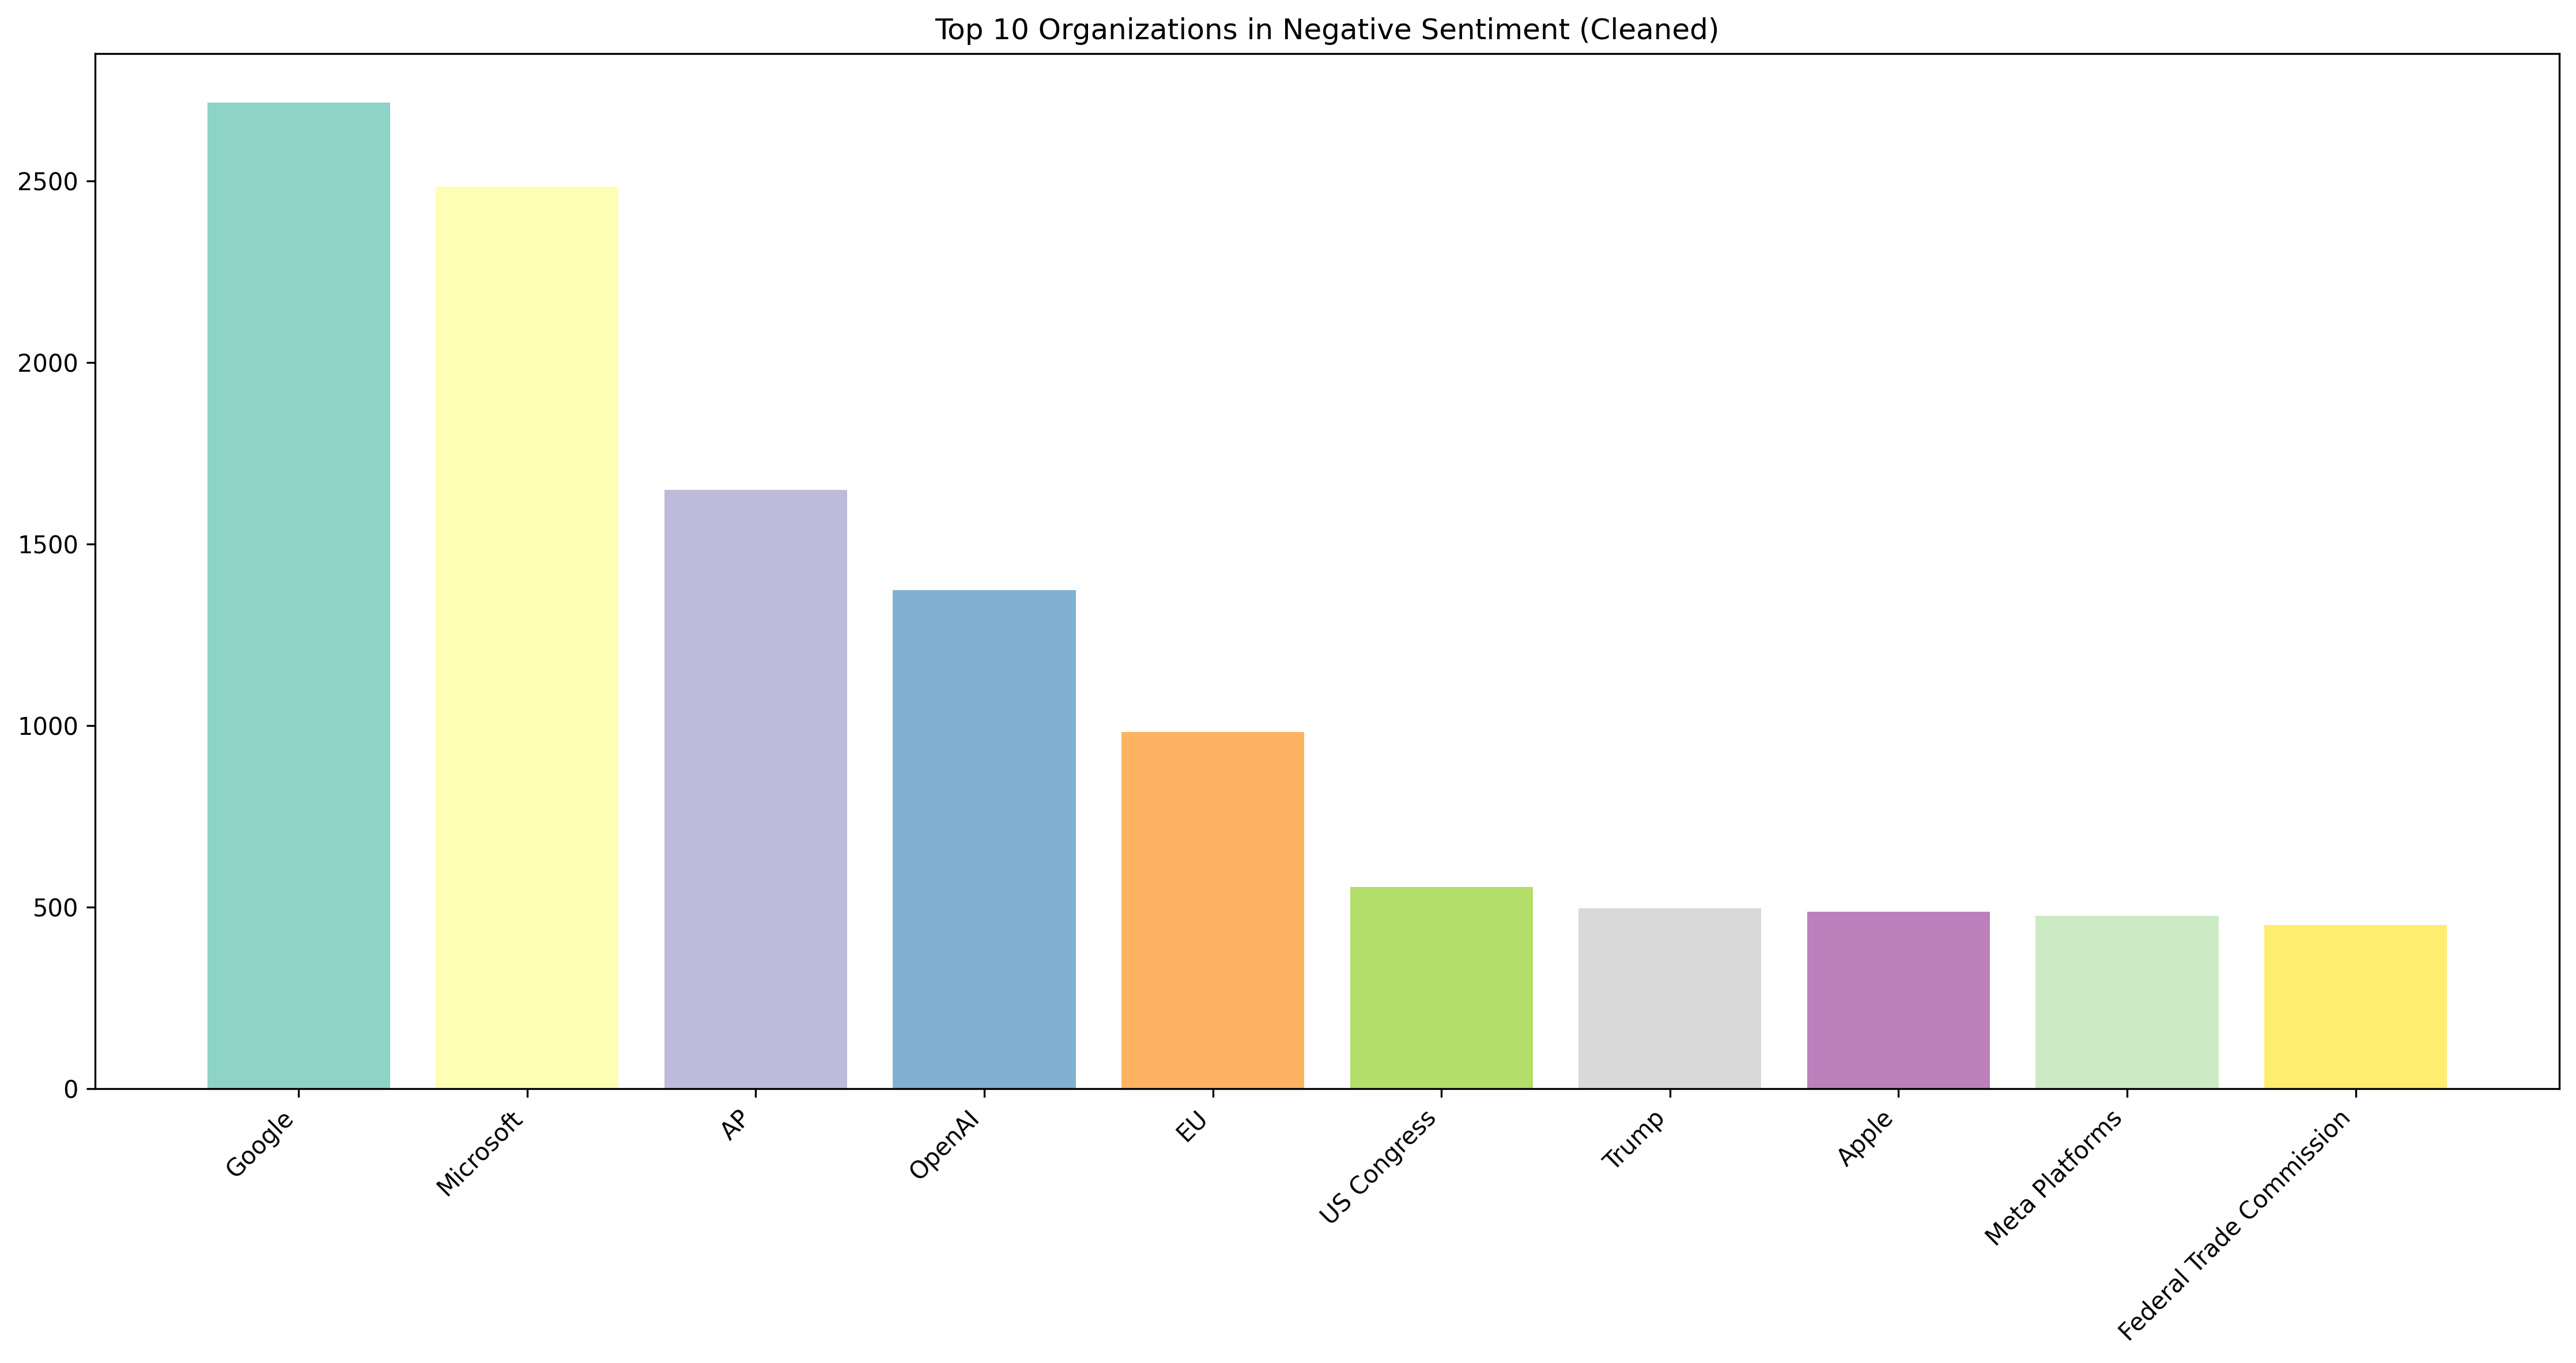 Top 10 Organizations in Negative Sentiment (Cleaned)
2500
2000
1500
1000
500
0
Google
Microsoft
AP
OpenAI
EU
US Congress
Trump
Apple
Meta Platforms
Federal Trade Commission